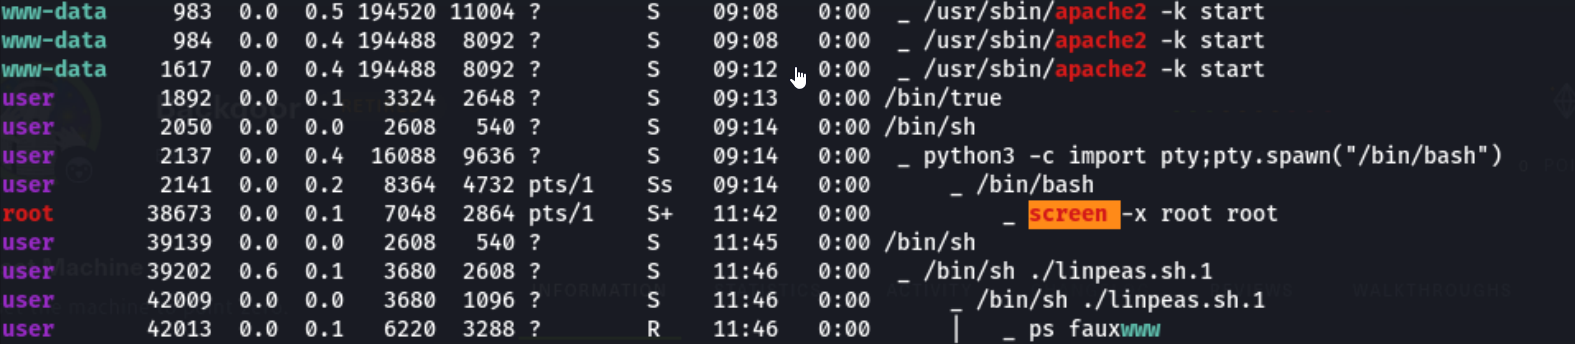 www-data 983 0.0 0.5 194520 11004 ? S 09:08 0:00 _ /usr/sbin/apache2 -k start
www-data 984 0.0 0.4 194488 8092 ? S 09:08 0:00 _ /usr/sbin/apache2 -k start
www-data 1617 0.0 0.4 194488 8092 ? S 09:12 0:00 _ /usr/sbin/apache2 -k start
user 1892 0.0 0.1 3324 2648 ? S 09:13 0:00 /bin/true
user 2050 0.0 0.0 2608 540 ? S 09:14 0:00 /bin/sh
user 2137 0.0 0.4 16088 9636 ? S 09:14 0:00 _ python3 -c import pty;pty.spawn("/bin/bash")
user 2141 0.0 0.2 8364 4732 pts/1 Ss 09:14 0:00 _ /bin/bash
root 38673 0.0 0.1 7048 2864 pts/1 S+ 11:42 0:00 _ screen -x root root
user 39139 0.0 0.0 2608 540 ? S 11:45 0:00 /bin/sh
user 39202 0.6 0.1 3680 2608 ? S 11:46 0:00 _ /bin/sh ./linpeas.sh.1
user 42009 0.0 0.0 3680 1096 ? S 11:46 0:00 _ /bin/sh ./linpeas.sh.1
user 42013 0.0 0.1 6220 3288 ? R 11:46 0:00 | _ ps fauxwww
Backdoor
Machine
INFORMATION STATISTICS ACTIVITY REVIEWS WALKTHROUGHS